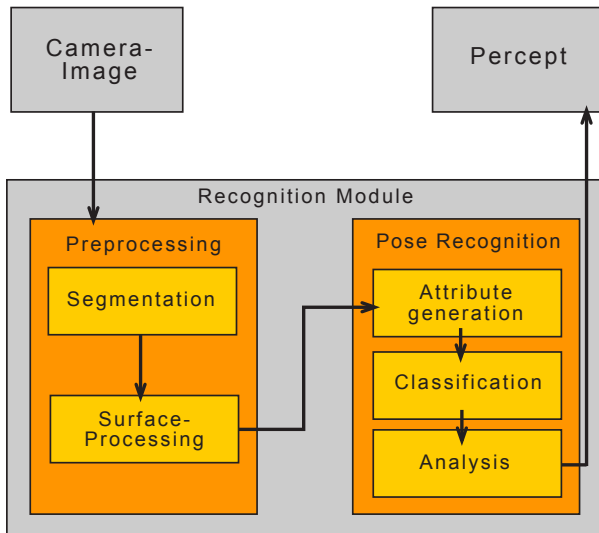 Camera-
Image
Percept
Recognition Module
Preprocessing
Segmentation
Surface-
Processing
Pose Recognition
Attribute
generation
Classification
Analysis